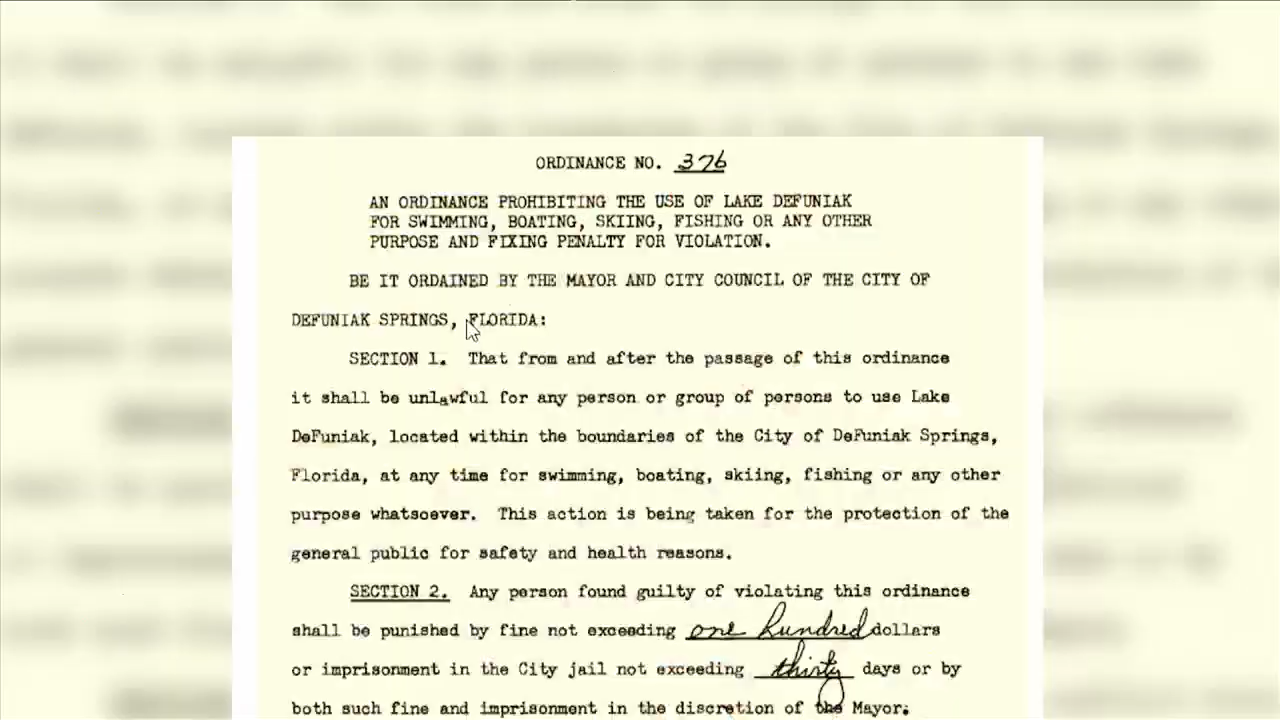 ORDINANCE NO. 376
AN ORDINANCE PROHIBITING THE USE OF LAKE DEFUNIAK
FOR SWIMMING, BOATING, SKIING, FISHING OR ANY OTHER
PURPOSE AND FIXING PENALTY FOR VIOLATION.
BE IT ORDAINED BY THE MAYOR AND CITY COUNCIL OF THE CITY OF
DEFUNIAK SPRINGS, FLORIDA:
SECTION 1. That from and after the passage of this ordinance
it shall be unlawful for any person or group of persons to use Lake
DeFuniak, located within the boundaries of the City of DeFuniak Springs,
Florida, at any time for swimming, boating, skiing, fishing or any other
purpose whatsoever. This action is being taken for the protection of the
general public for safety and health reasons.
SECTION 2. Any person found guilty of violating this ordinance
shall be punished by fine not exceeding one hundred dollars
or imprisonment in the City jail not exceeding thirty days or by
both such fine and imprisonment in the discretion of the Mayor.